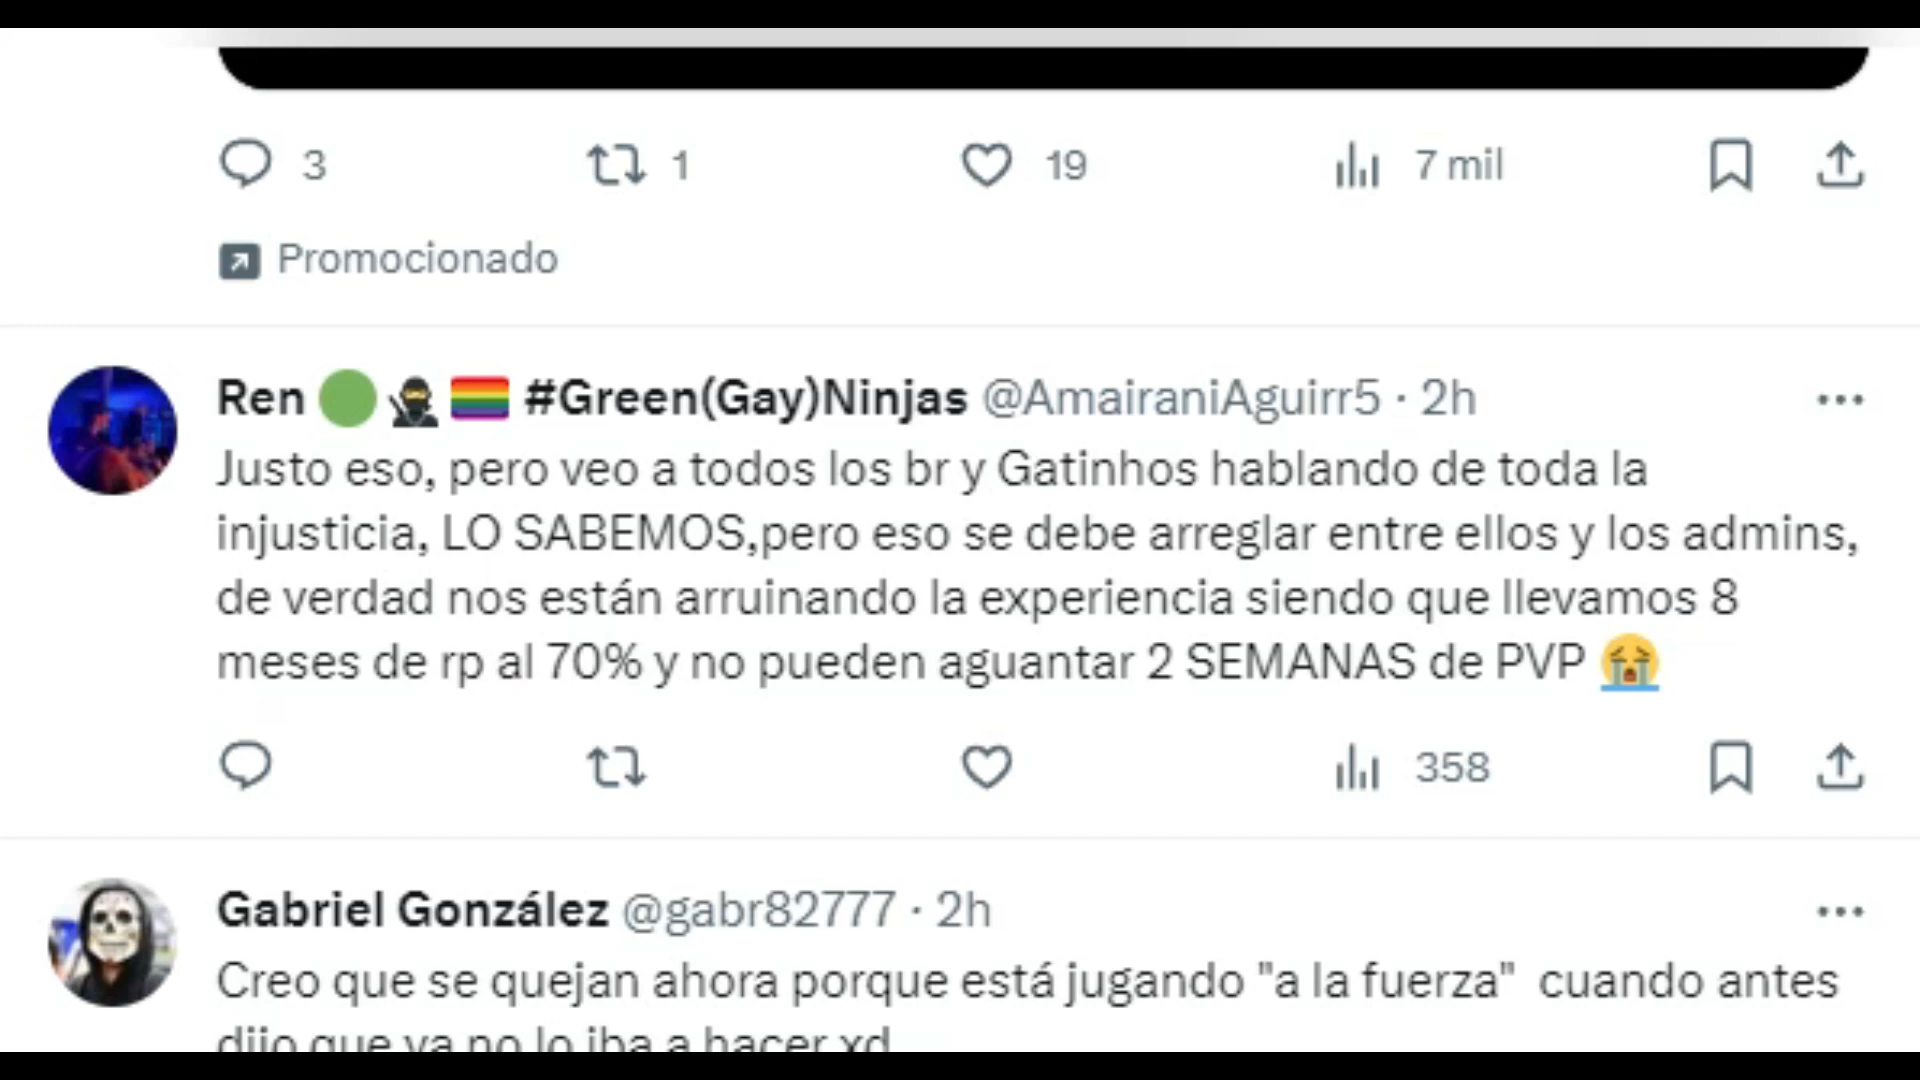 3 1 19 7 mil
Promocionado
Ren 🟢🥷🏳️‍🌈 #Green(Gay)Ninjas @AmairaniAguirr5 · 2h
Justo eso, pero veo a todos los br y Gatinhos hablando de toda la
injusticia, LO SABEMOS,pero eso se debe arreglar entre ellos y los admins,
de verdad nos están arruinando la experiencia siendo que llevamos 8
meses de rp al 70% y no pueden aguantar 2 SEMANAS de PVP 😭
358
Gabriel González @gabr82777 · 2h
Creo que se quejan ahora porque está jugando "a la fuerza" cuando antes
dijo que ya no lo iba a hacer xd